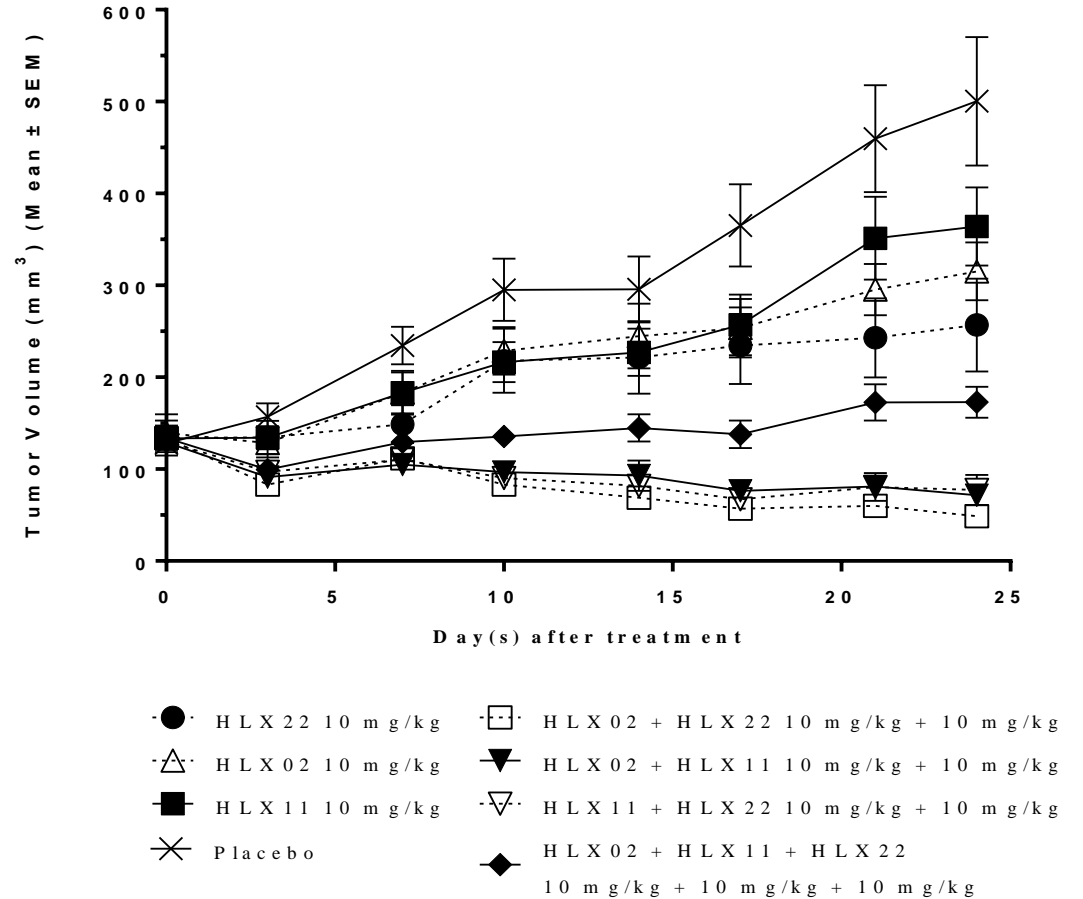 Tumor Volume (mm3) (Mean ± SEM)
600
500
400
300
200
100
0
0 5 10 15 20 25
Day(s) after treatment
HLX22 10 mg/kg
HLX02 10 mg/kg
HLX11 10 mg/kg
Placebo
HLX02 + HLX22 10 mg/kg + 10 mg/kg
HLX02 + HLX11 10 mg/kg + 10 mg/kg
HLX11 + HLX22 10 mg/kg + 10 mg/kg
HLX02 + HLX11 + HLX22
10 mg/kg + 10 mg/kg + 10 mg/kg